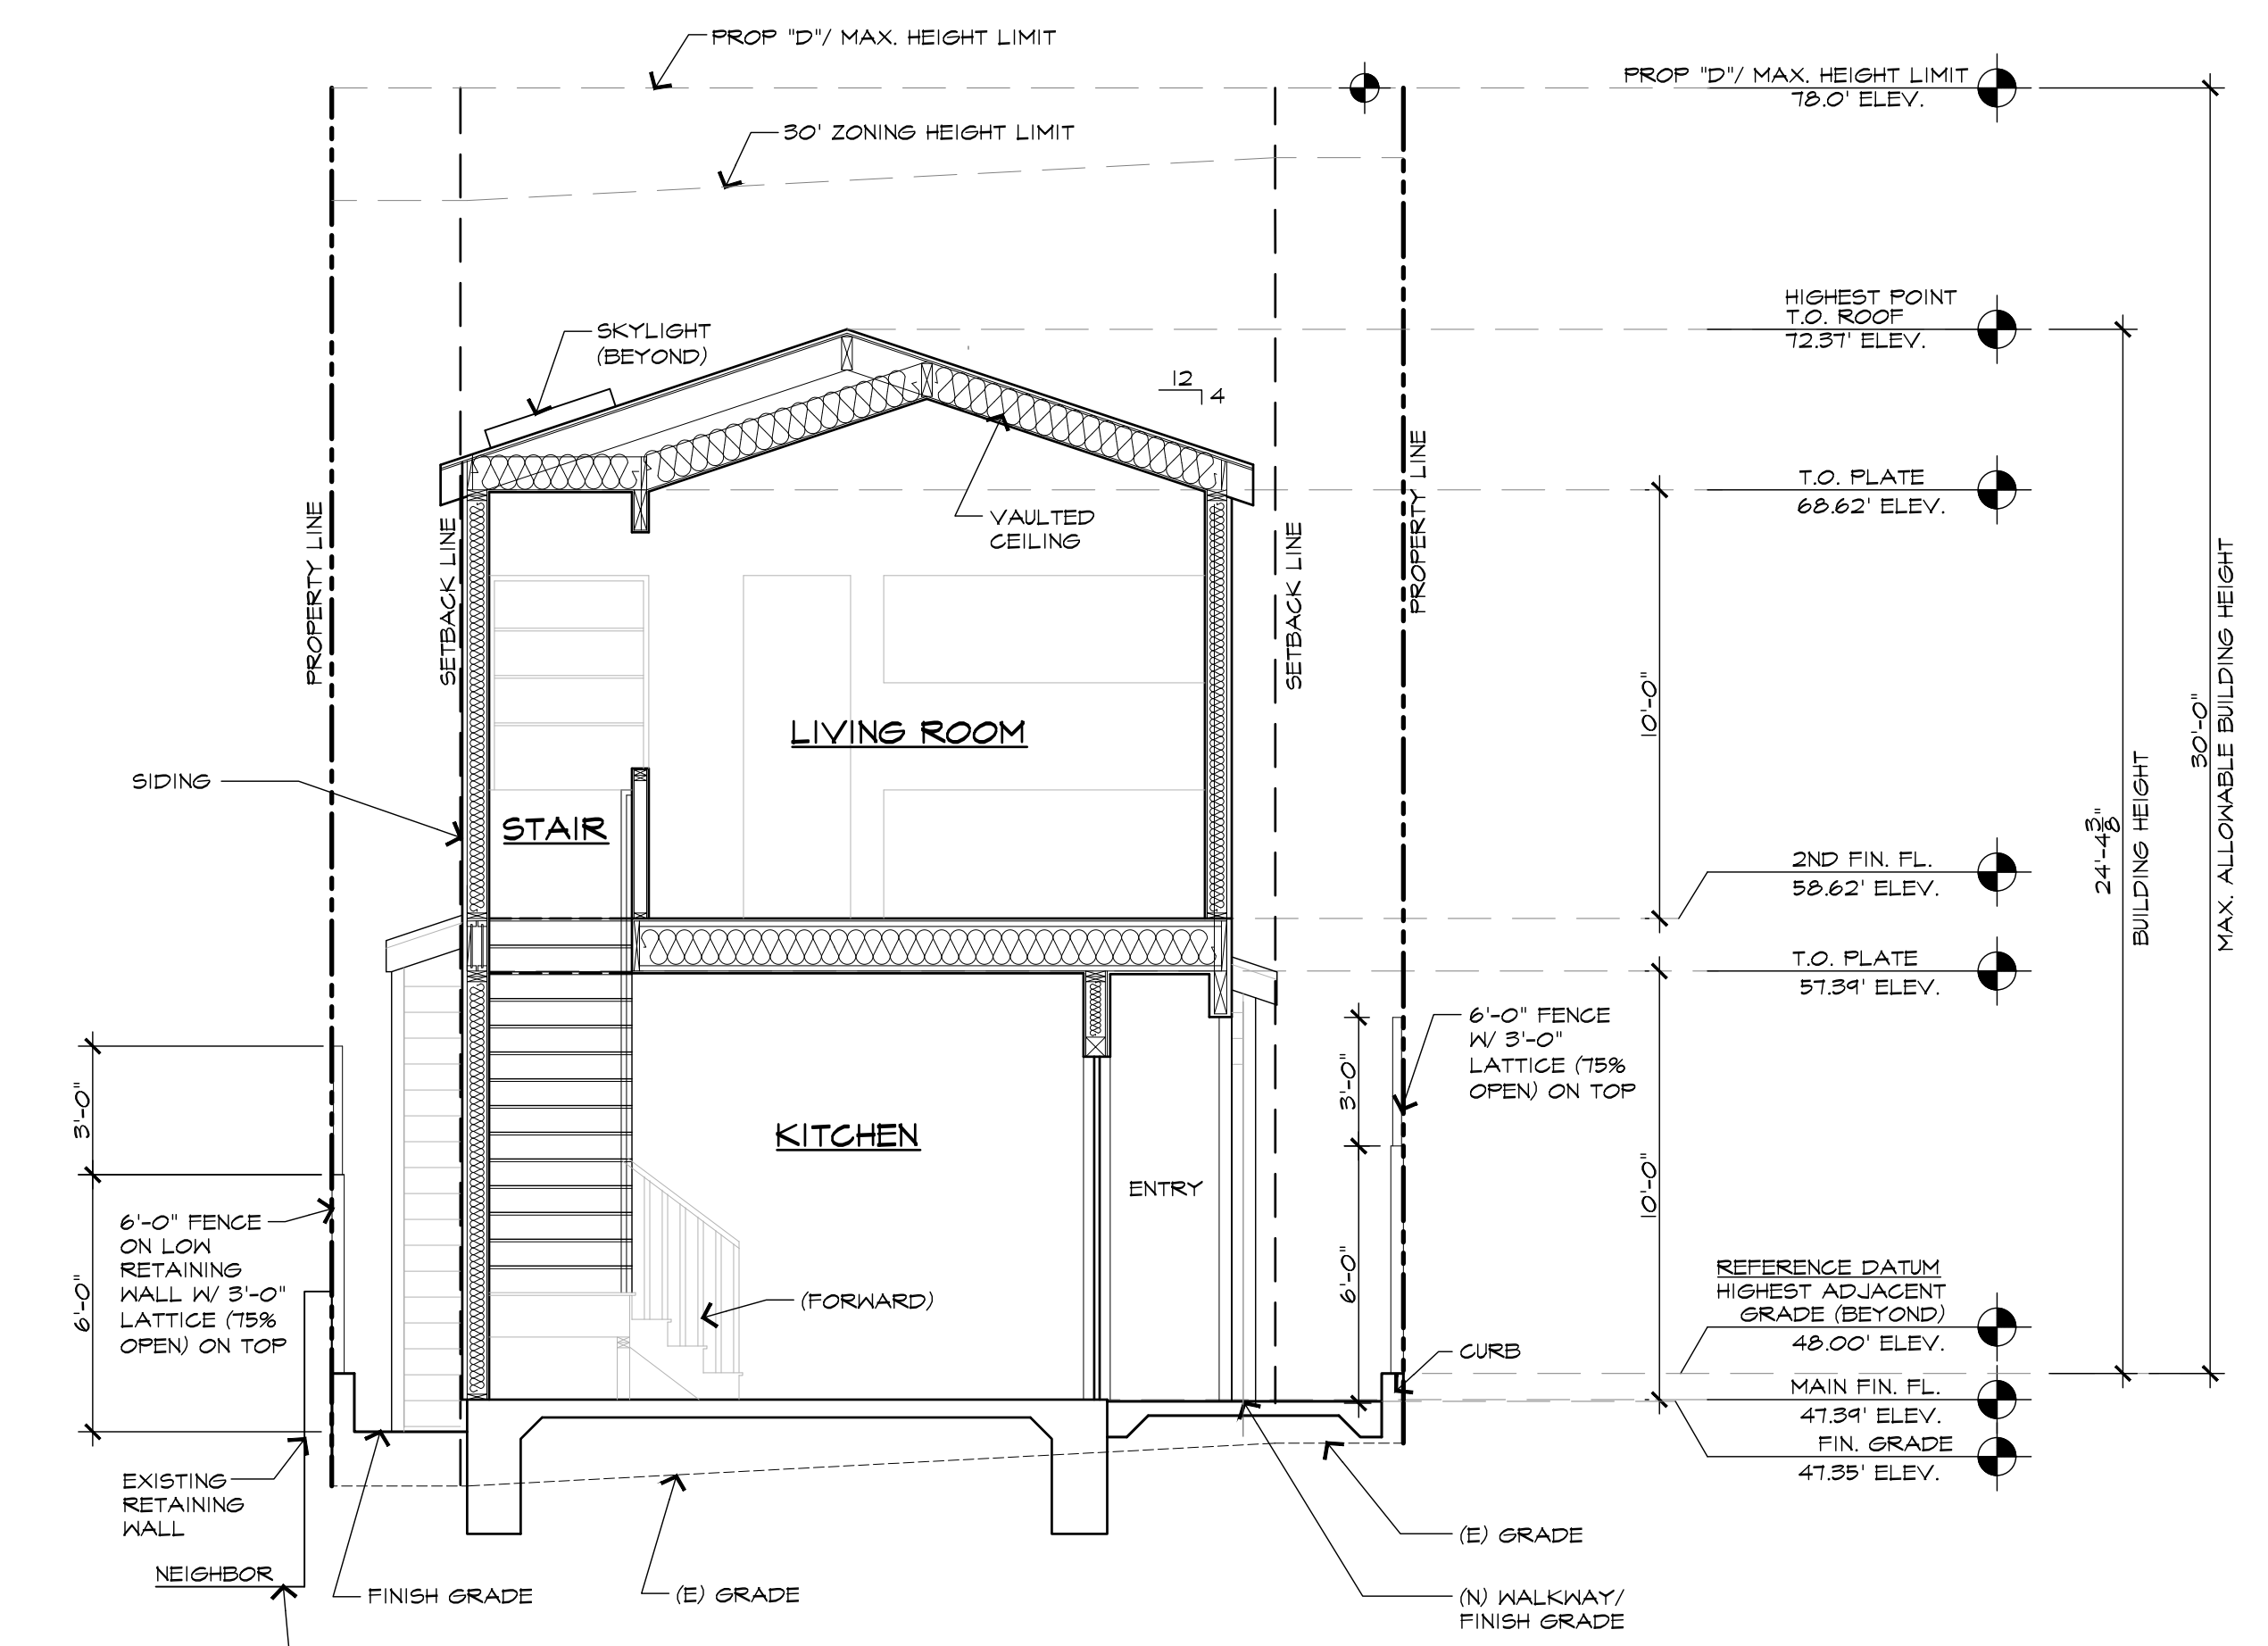 PROP "D"/ MAX. HEIGHT LIMIT
30' ZONING HEIGHT LIMIT
PROP "D"/ MAX. HEIGHT LIMIT
78.0' ELEV.
HIGHEST POINT
T.O. ROOF
72.37' ELEV.
SKYLIGHT
(BEYOND)
12
4
VAULTED
CEILING
T.O. PLATE
68.62' ELEV.
PROPERTY LINE
SETBACK LINE
SETBACK LINE
PROPERTY LINE
LIVING ROOM
10'-0"
30'-0"
MAX. ALLOWABLE BUILDING HEIGHT
SIDING
STAIR
24'-4 3/8"
BUILDING HEIGHT
2ND FIN. FL.
58.62' ELEV.
T.O. PLATE
57.39' ELEV.
6'-0" FENCE
W/ 3'-0"
LATTICE (75%
OPEN) ON TOP
3'-0"
3'-0"
KITCHEN
ENTRY
10'-0"
6'-0" FENCE
ON LOW
RETAINING
WALL W/ 3'-0"
LATTICE (75%
OPEN) ON TOP
6'-0"
6'-0"
(FORWARD)
REFERENCE DATUM
HIGHEST ADJACENT
GRADE (BEYOND)
48.00' ELEV.
CURB
MAIN FIN. FL.
47.39' ELEV.
FIN. GRADE
47.35' ELEV.
EXISTING
RETAINING
WALL
NEIGHBOR
FINISH GRADE
(E) GRADE
(E) GRADE
(N) WALKWAY/
FINISH GRADE